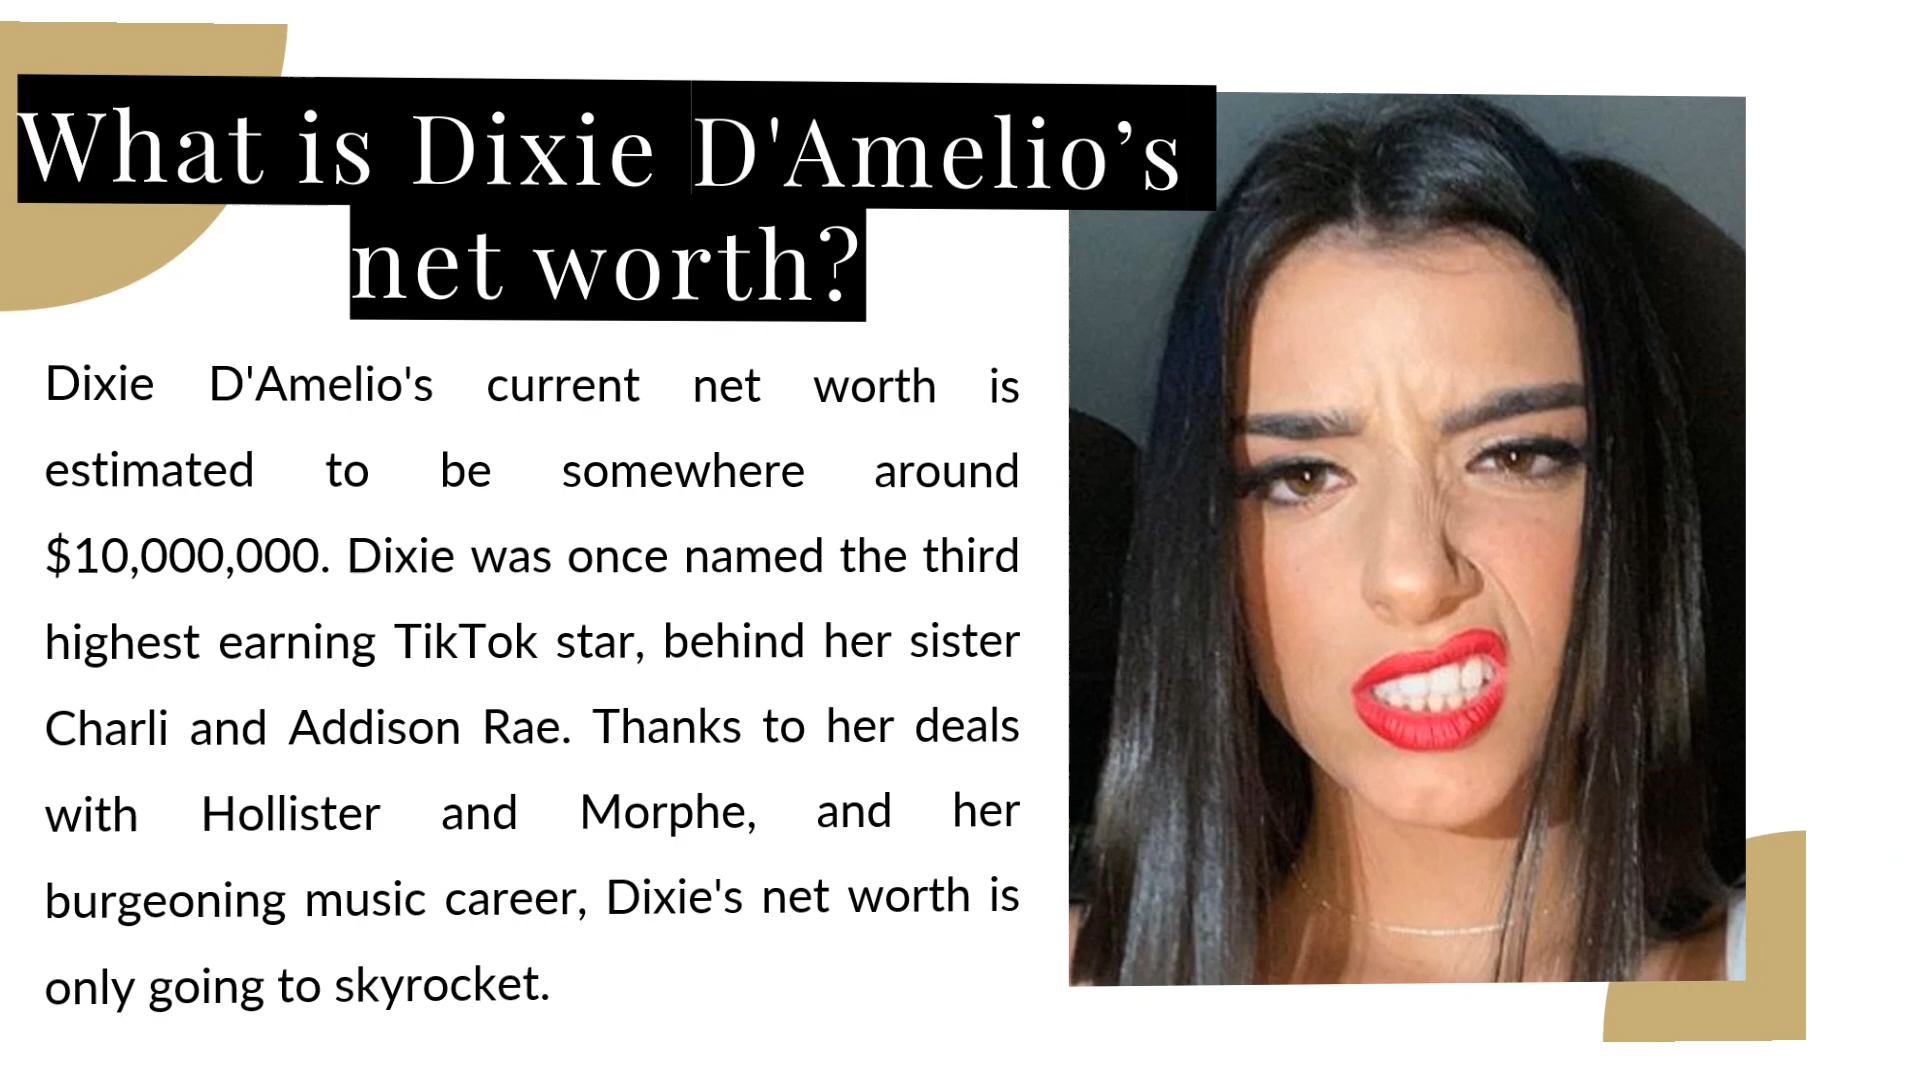 What is Dixie D'Amelio’s
net worth?
Dixie D'Amelio's current net worth is
estimated to be somewhere around
$10,000,000. Dixie was once named the third
highest earning TikTok star, behind her sister
Charli and Addison Rae. Thanks to her deals
with Hollister and Morphe, and her
burgeoning music career, Dixie's net worth is
only going to skyrocket.